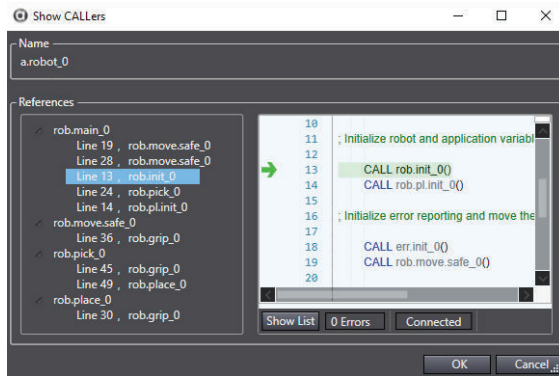 Show CALLers
Name
a.robot_0
References
rob.main_0
Line 19 , rob.move.safe_0
Line 28 , rob.move.safe_0
Line 13 , rob.init_0
Line 24 , rob.pick_0
Line 14 , rob.pl.init_0
rob.move.safe_0
Line 36 , rob.grip_0
rob.pick_0
Line 45 , rob.grip_0
Line 49 , rob.place_0
rob.place_0
Line 30 , rob.grip_0
10
11 ; Initialize robot and application variabl
12
13 CALL rob.init_0()
14 CALL rob.pl.init_0()
15
16 ; Initialize error reporting and move the
17
18 CALL err.init_0()
19 CALL rob.move.safe_0()
20
Show List 0 Errors Connected
OK Cancel